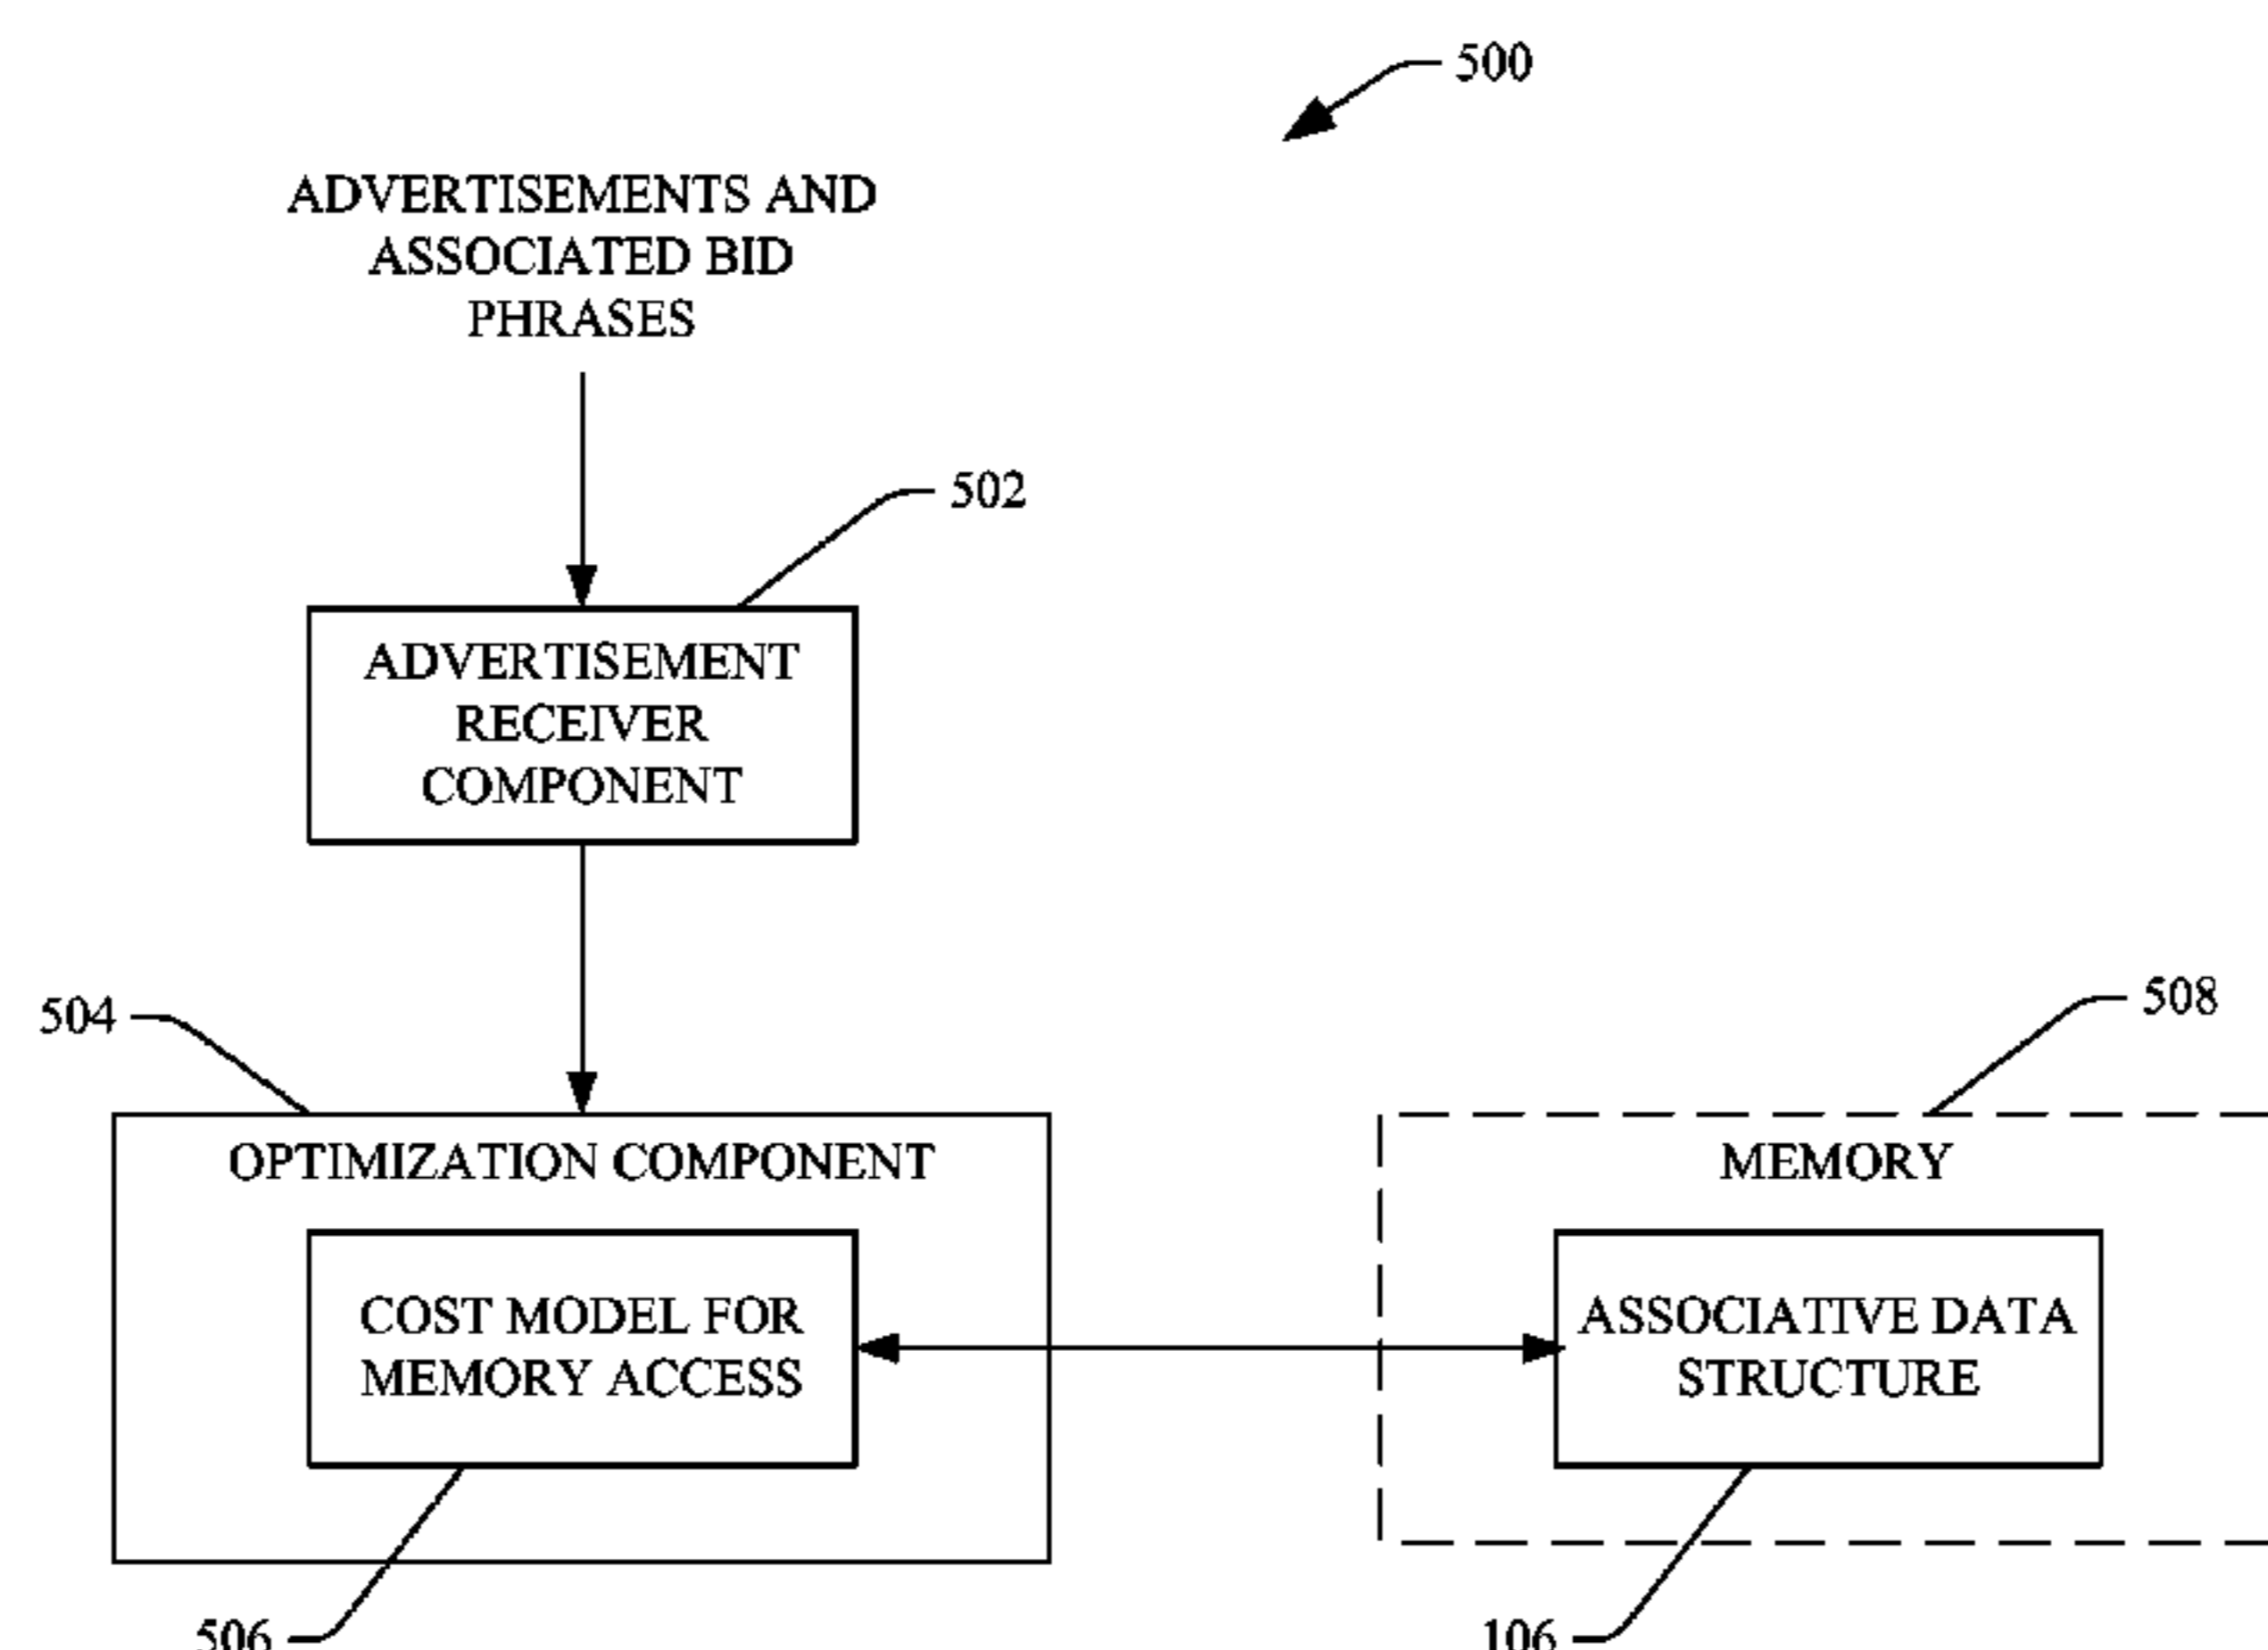 500
ADVERTISEMENTS AND
ASSOCIATED BID
PHRASES
502
ADVERTISEMENT
RECEIVER
COMPONENT
504
508
OPTIMIZATION COMPONENT
MEMORY
COST MODEL FOR
MEMORY ACCESS
ASSOCIATIVE DATA
STRUCTURE
506
106